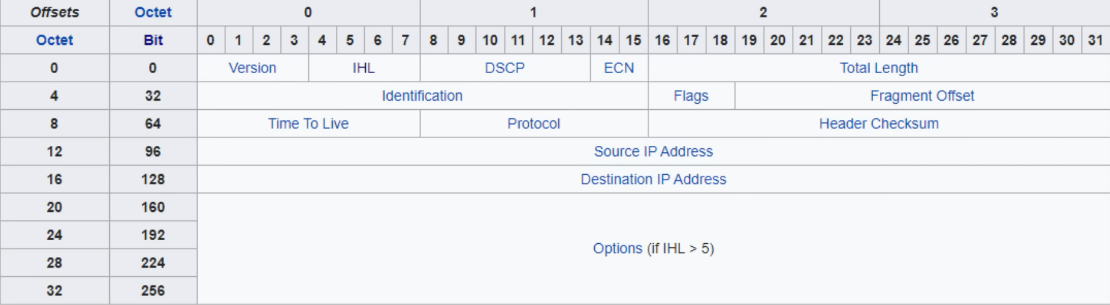 Offsets Octet 0 1 2 3
Octet Bit 0 1 2 3 4 5 6 7 8 9 10 11 12 13 14 15 16 17 18 19 20 21 22 23 24 25 26 27 28 29 30 31
0 0 Version IHL DSCP ECN Total Length
4 32 Identification Flags Fragment Offset
8 64 Time To Live Protocol Header Checksum
12 96 Source IP Address
16 128 Destination IP Address
20 160
24 192
Options (if IHL > 5)
28 224
32 256